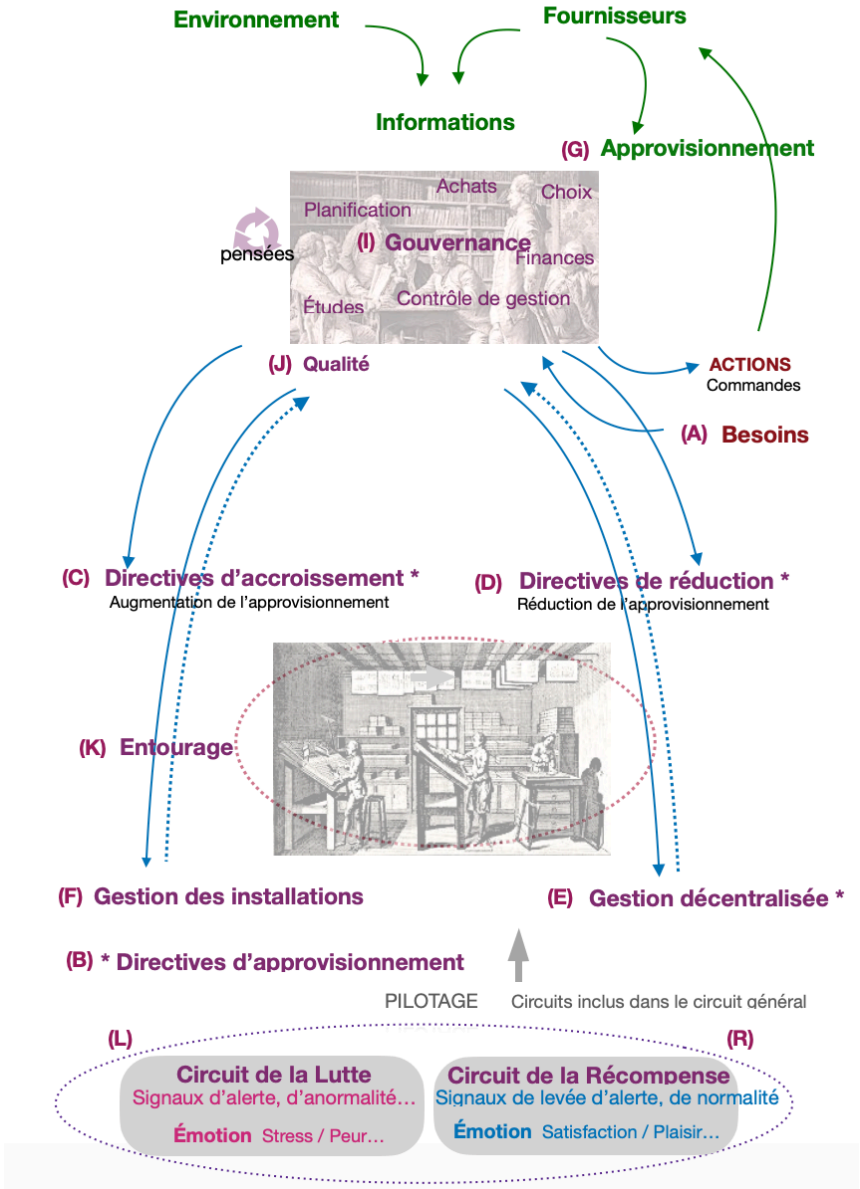 Environnement
Fournisseurs
Informations
(G) Approvisionnement
Achats
Choix
Planification
pensées
(I) Gouvernance
Finances
Études
Contrôle de gestion
(J) Qualité
ACTIONS
Commandes
(A) Besoins
(C) Directives d'accroissement *
Augmentation de l'approvisionnement
(D) Directives de réduction *
Réduction de l'approvisionnement
(K) Entourage
(F) Gestion des installations
(E) Gestion décentralisée *
(B) * Directives d'approvisionnement
PILOTAGE
Circuits inclus dans le circuit général
(L)
(R)
Circuit de la Lutte
Signaux d'alerte, d'anormalité…
Émotion Stress / Peur…
Circuit de la Récompense
Signaux de levée d'alerte, de normalité
Émotion Satisfaction / Plaisir…